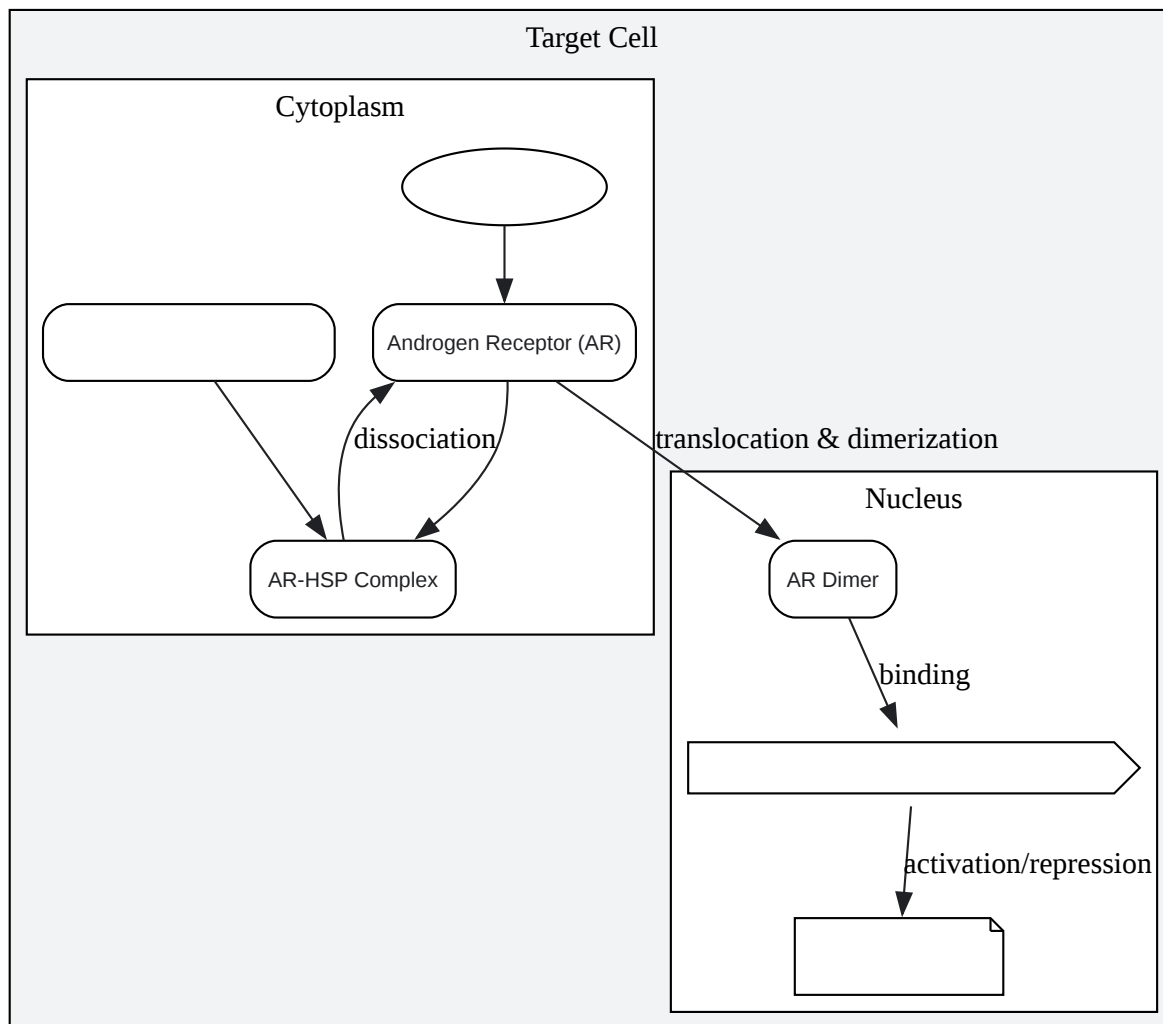 Target Cell
Cytoplasm
Androgen Receptor (AR)
dissociation
translocation & dimerization
Nucleus
AR-HSP Complex
AR Dimer
binding
activation/repression